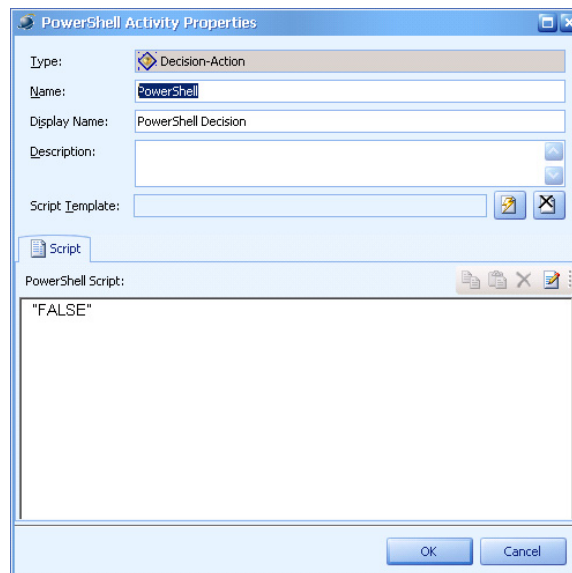 PowerShell Activity Properties
Type: Decision-Action
Name: PowerShell
Display Name: PowerShell Decision
Description:
Script Template:
Script
PowerShell Script:
"FALSE"
OK Cancel